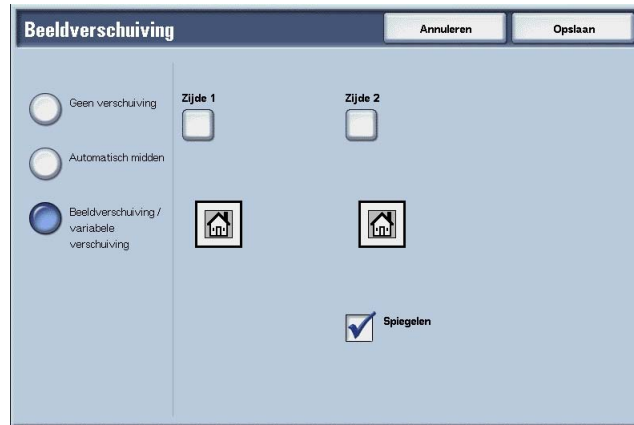 Beeldverschuiving
Annuleren
Opslaan
Geen verschuiving
Automatisch midden
Beeldverschuiving /
variabele
verschuiving
Zijde 1
Zijde 2
Spiegelen